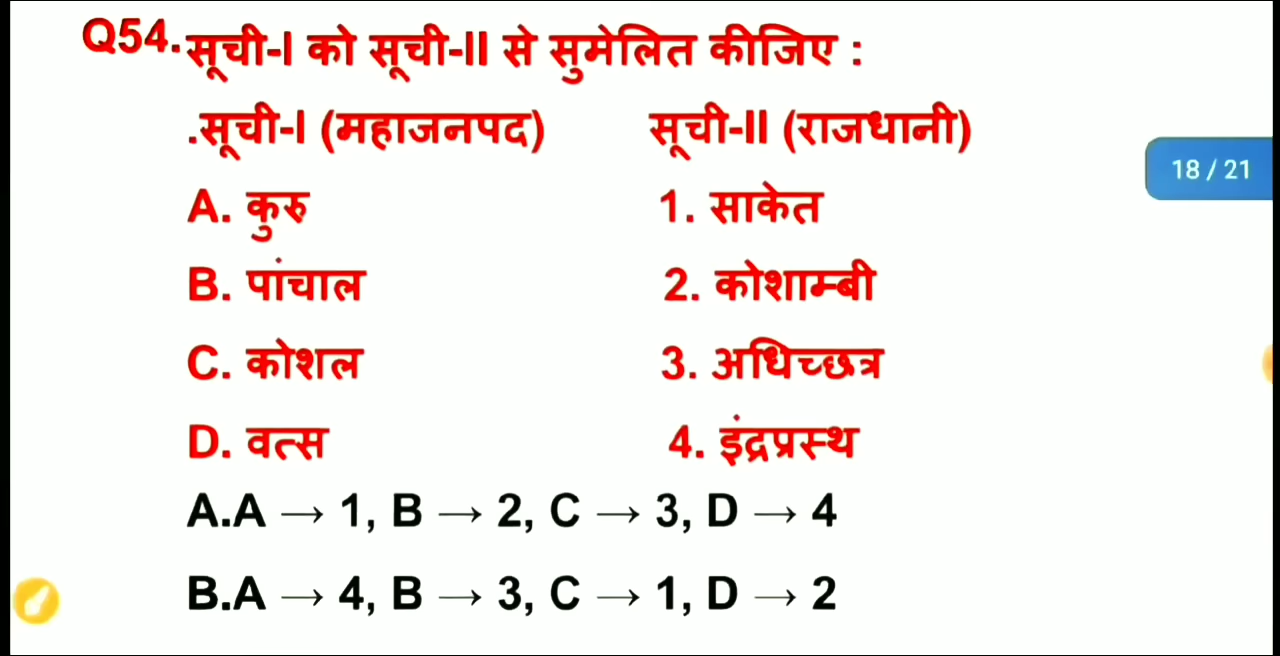 Q54.सूची-I को सूची-II से सुमेलित कीजिए :
.सूची-I (महाजनपद) सूची-II (राजधानी)
18 / 21
A. कुरु 1. साकेत
B. पांचाल 2. कोशाम्बी
C. कोशल 3. अधिच्छत्र
D. वत्स 4. इंद्रप्रस्थ
A.A → 1, B → 2, C → 3, D → 4
B.A → 4, B → 3, C → 1, D → 2